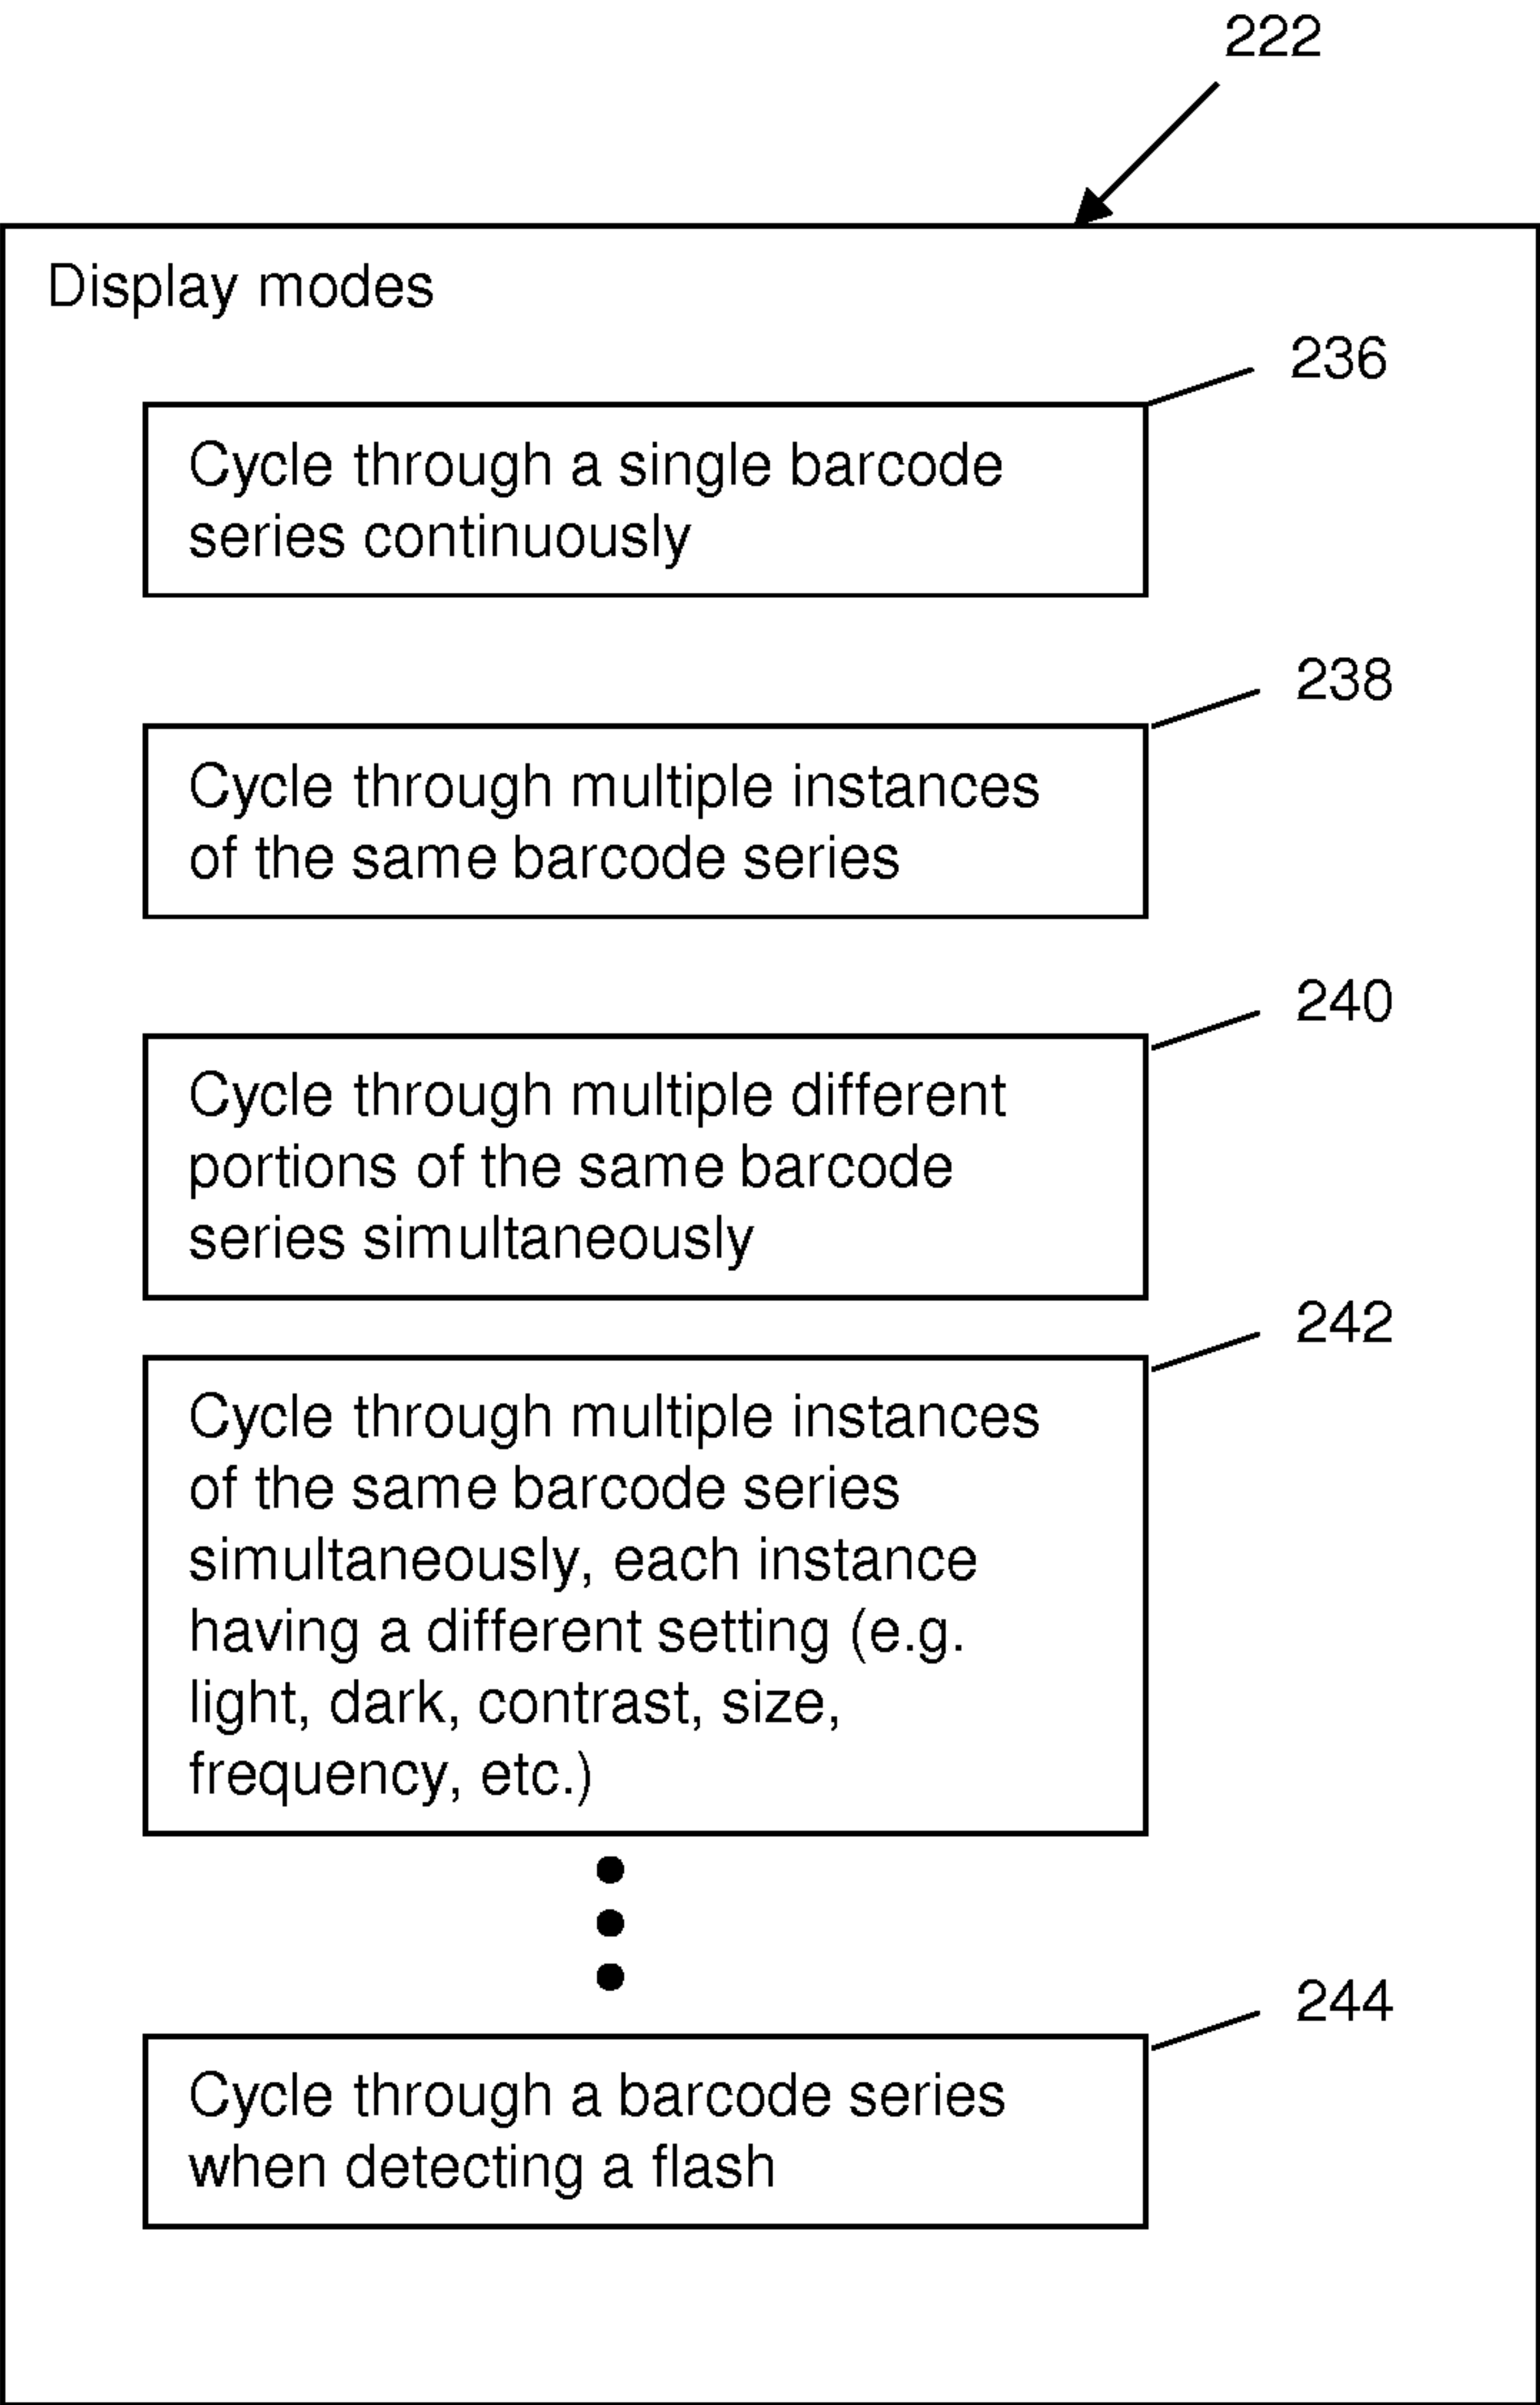 222
Display modes
236
Cycle through a single barcode
series continuously
238
Cycle through multiple instances
of the same barcode series
240
Cycle through multiple different
portions of the same barcode
series simultaneously
242
Cycle through multiple instances
of the same barcode series
simultaneously, each instance
having a different setting (e.g.
light, dark, contrast, size,
frequency, etc.)
244
Cycle through a barcode series
when detecting a flash